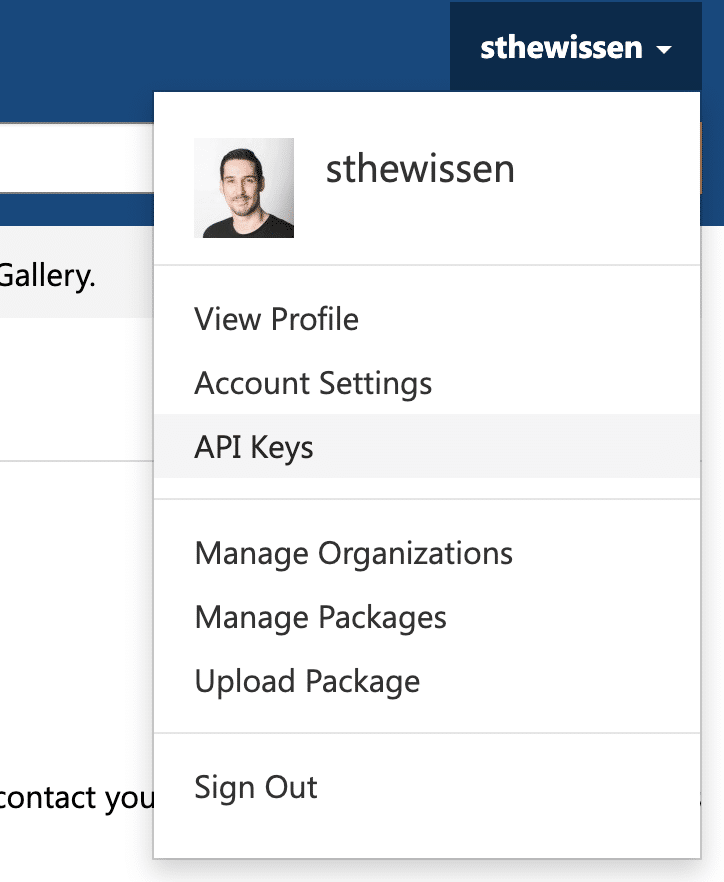 sthewissen
sthewissen
Gallery.
View Profile
Account Settings
API Keys
Manage Organizations
Manage Packages
Upload Package
contact you
Sign Out